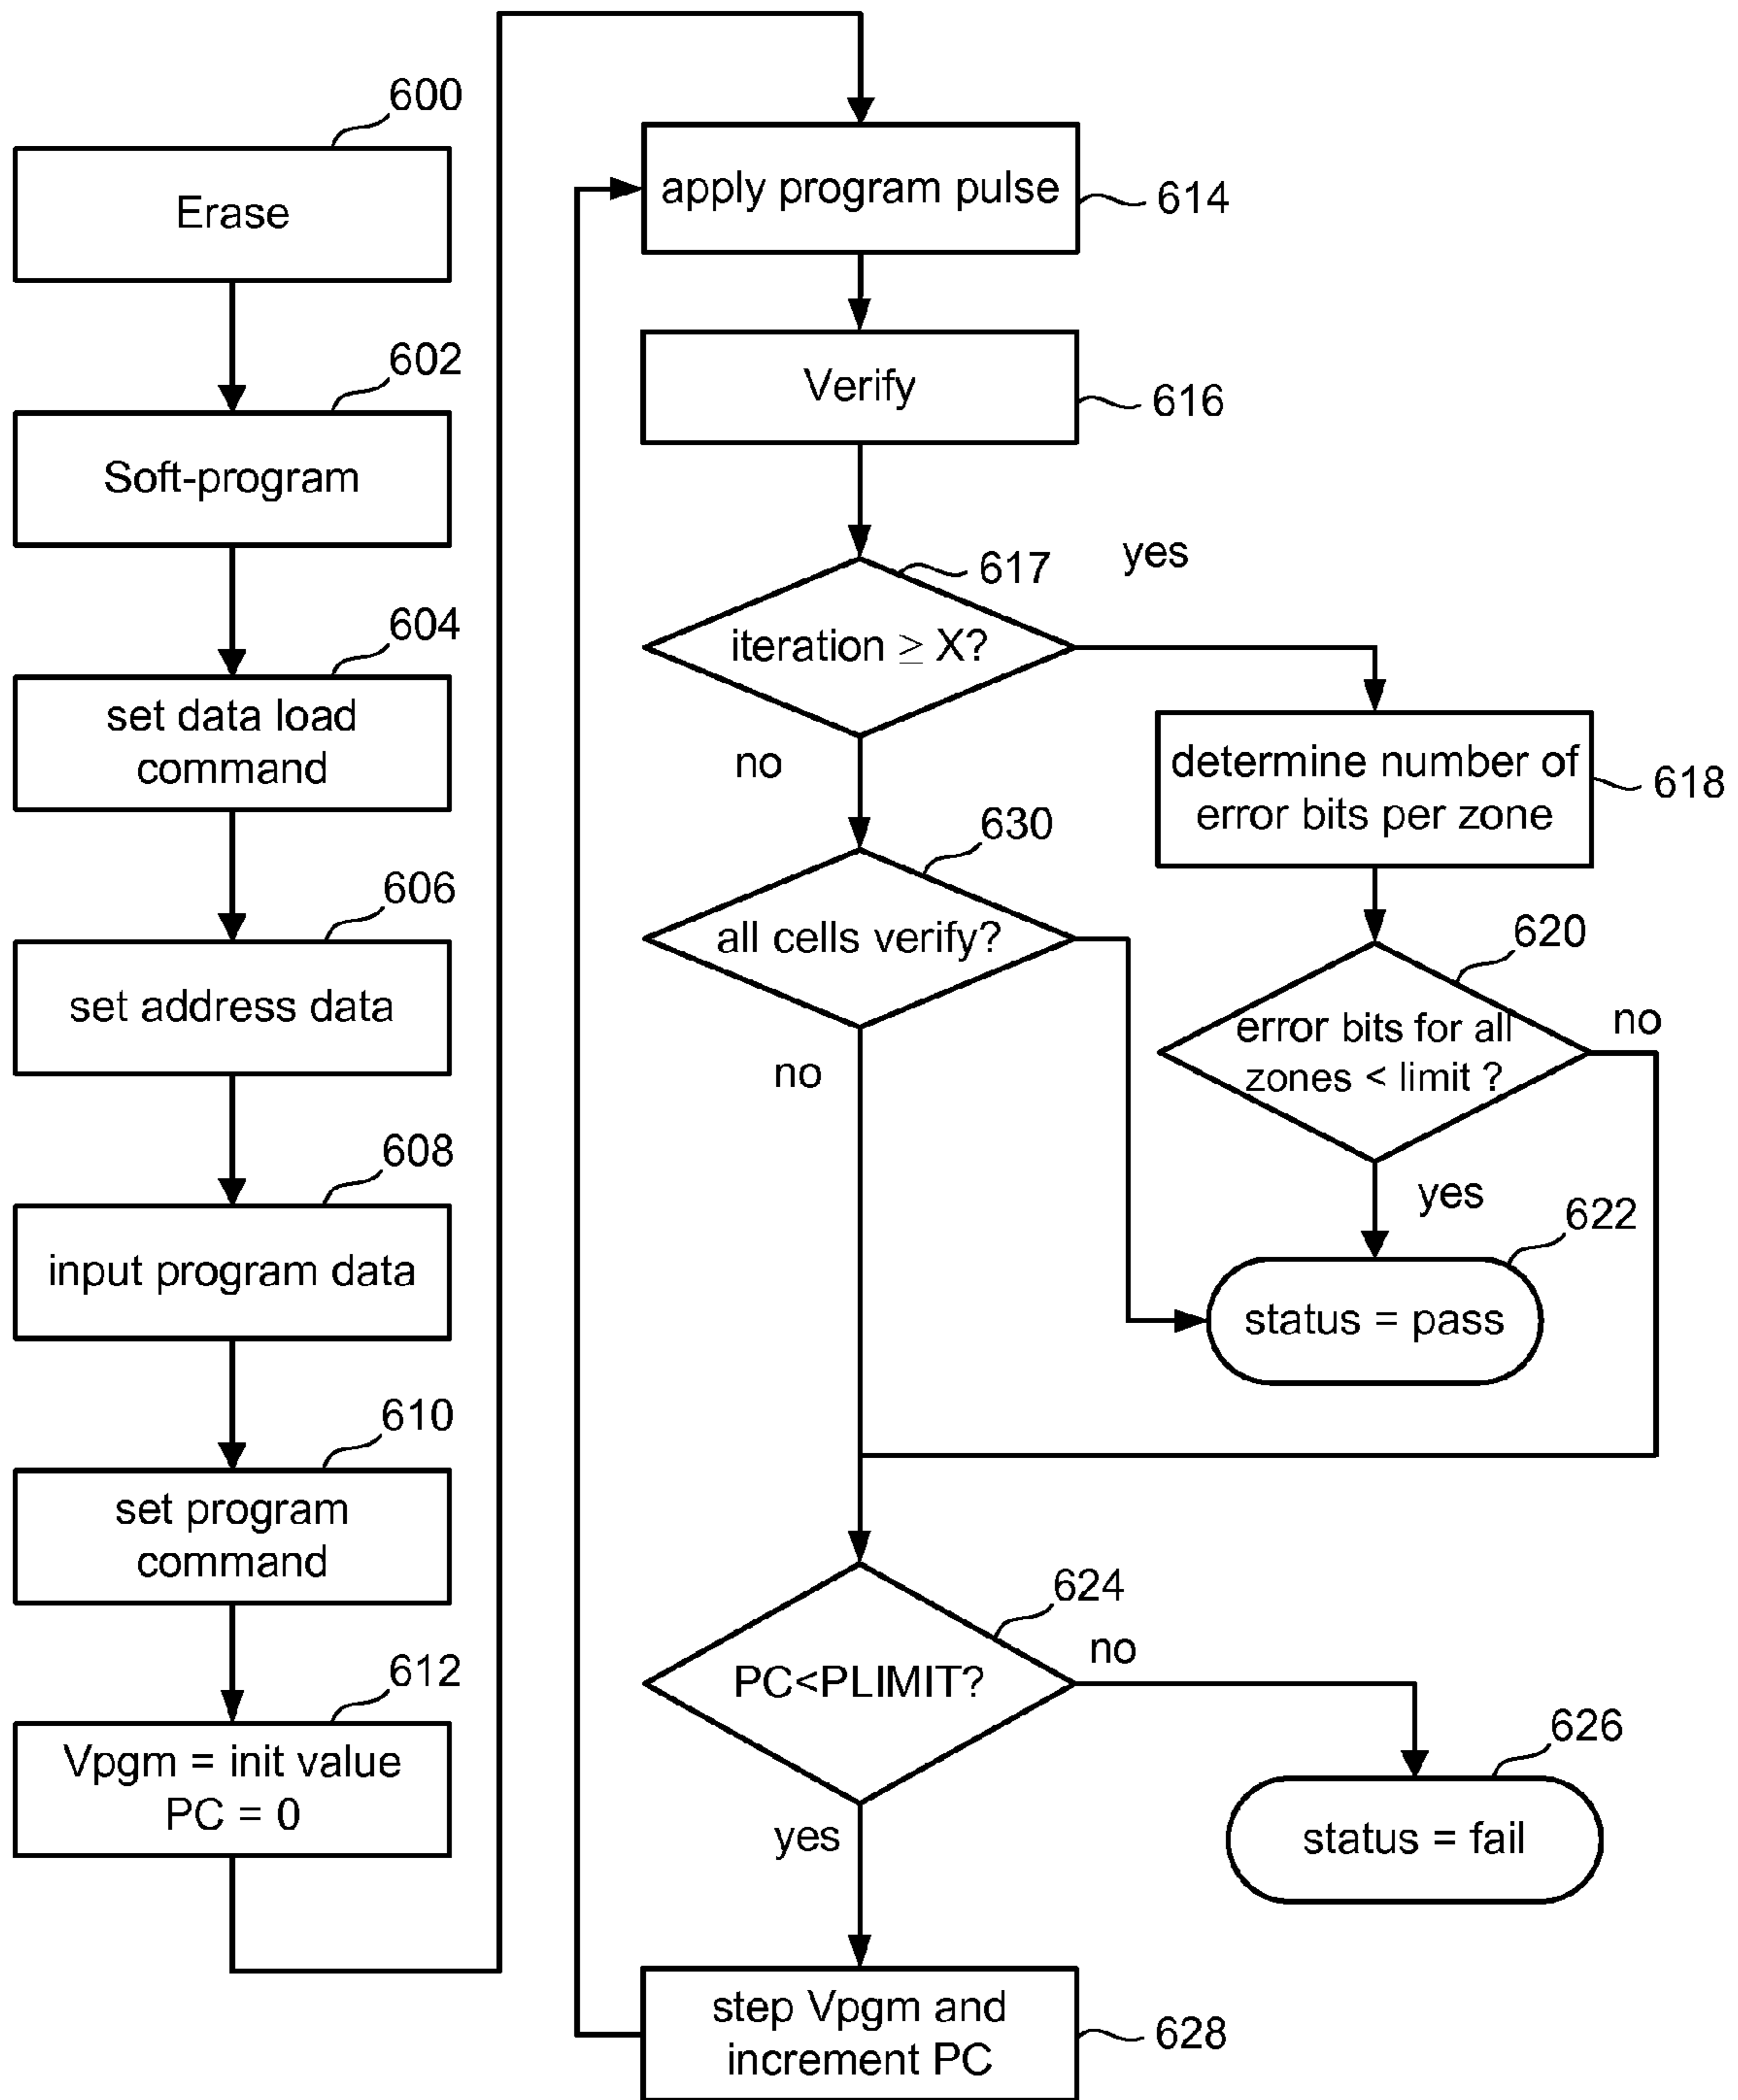 600
Erase
602
Soft-program
604
set data load
command
606
set address data
608
input program data
610
set program
command
612
Vpgm = init value
PC = 0
apply program pulse
614
Verify
616
617
yes
iteration ≥ X?
no
determine number of
error bits per zone
618
630
all cells verify?
no
620
error bits for all
zones < limit ?
no
yes
622
status = pass
624
PC<PLIMIT?
no
yes
626
status = fail
step Vpgm and
increment PC
628